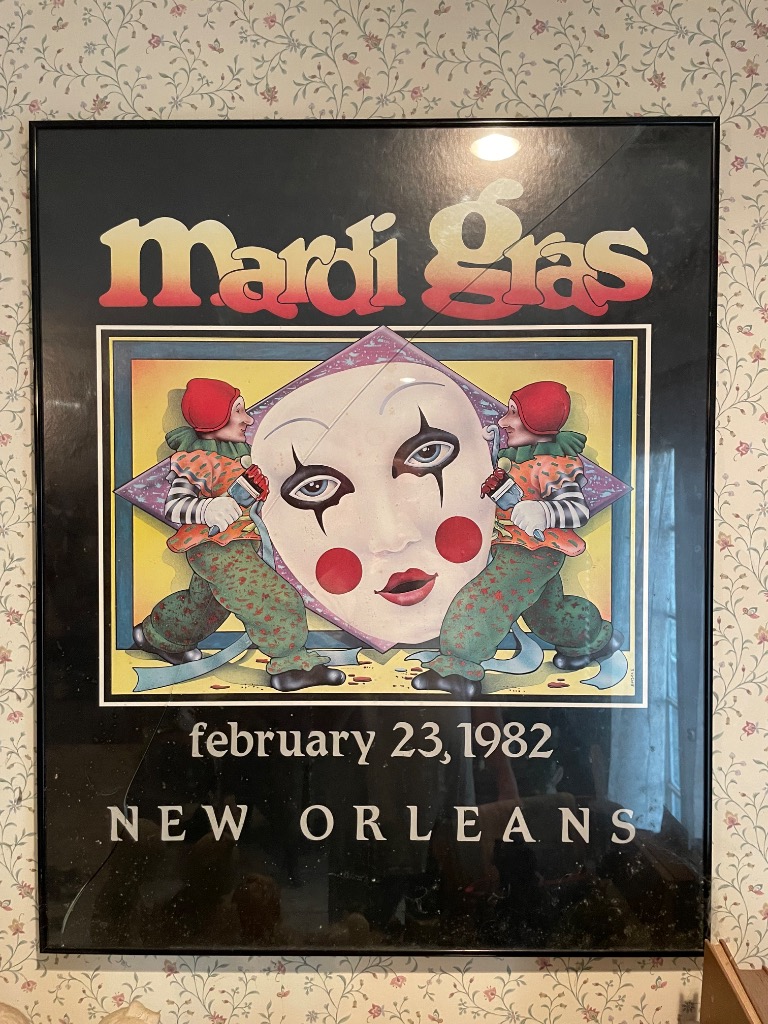 mardi gras
february 23, 1982
NEW ORLEANS